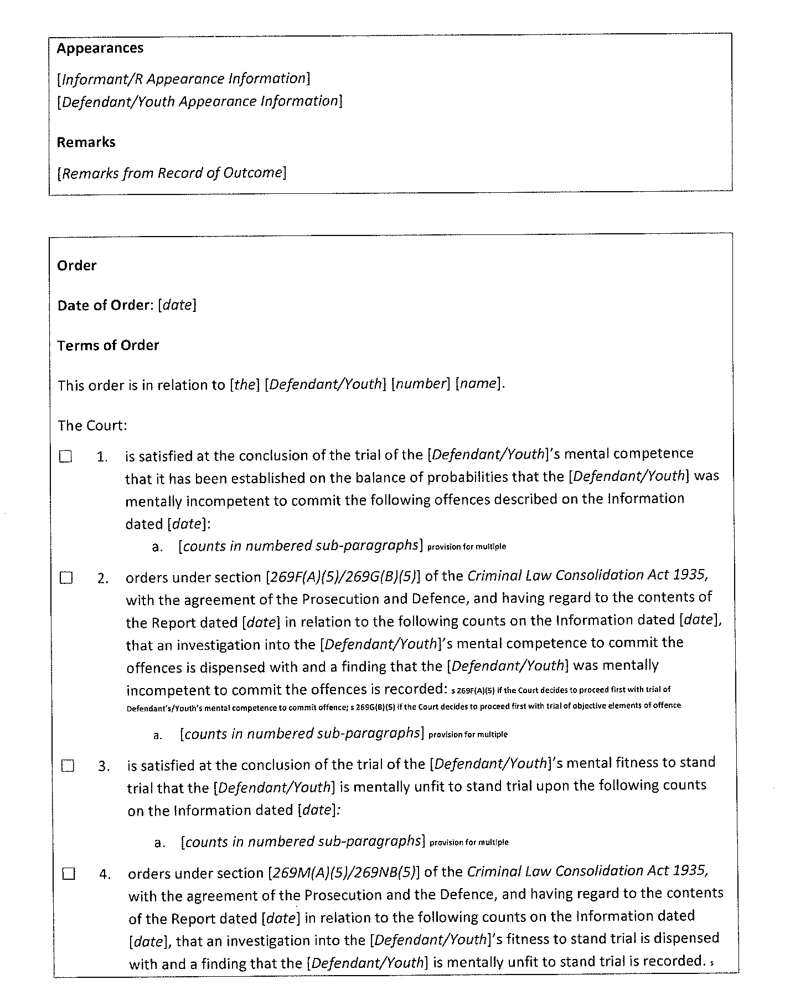 Appearances
[Informant/R Appearance Information]
[Defendant/Youth Appearance Information]
Remarks
[Remarks from Record of Outcome]
Order
Date of Order: [date]
Terms of Order
This order is in relation to [the] [Defendant/Youth] [number] [name].
The Court:
☐ 1. is satisfied at the conclusion of the trial of the [Defendant/Youth]'s mental competence
that it has been established on the balance of probabilities that the [Defendant/Youth] was
mentally incompetent to commit the following offences described on the Information
dated [date]:
a. [counts in numbered sub-paragraphs] provision for multiple
☐ 2. orders under section [269F(A)(5)/269G(B)(5)] of the Criminal Law Consolidation Act 1935,
with the agreement of the Prosecution and Defence, and having regard to the contents of
the Report dated [date] in relation to the following counts on the Information dated [date],
that an investigation into the [Defendant/Youth]'s mental competence to commit the
offences is dispensed with and a finding that the [Defendant/Youth] was mentally
incompetent to commit the offences is recorded: s 269F(A)(5) if the Court decides to proceed first with trial of
Defendant's/Youth's mental competence to commit offence; s 269G(B)(5) if the Court decides to proceed first with trial of objective elements of offence
a. [counts in numbered sub-paragraphs] provision for multiple
☐ 3. is satisfied at the conclusion of the trial of the [Defendant/Youth]'s mental fitness to stand
trial that the [Defendant/Youth] is mentally unfit to stand trial upon the following counts
on the Information dated [date]:
a. [counts in numbered sub-paragraphs] provision for multiple
☐ 4. orders under section [269M(A)(5)/269NB(5)] of the Criminal Law Consolidation Act 1935,
with the agreement of the Prosecution and the Defence, and having regard to the contents
of the Report dated [date] in relation to the following counts on the Information dated
[date], that an investigation into the [Defendant/Youth]'s fitness to stand trial is dispensed
with and a finding that the [Defendant/Youth] is mentally unfit to stand trial is recorded. s